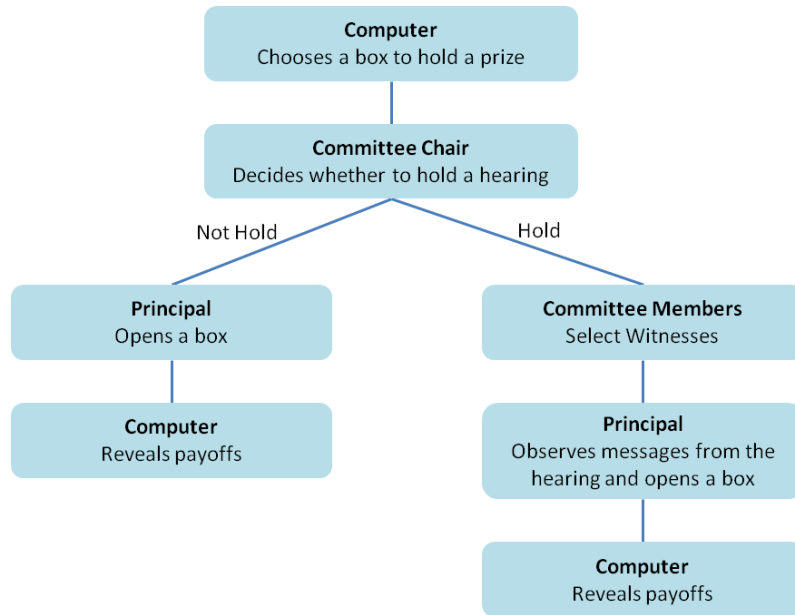 Computer
Chooses a box to hold a prize
Committee Chair
Decides whether to hold a hearing
Not Hold
Hold
Principal
Opens a box
Committee Members
Select Witnesses
Computer
Reveals payoffs
Principal
Observes messages from the
hearing and opens a box
Computer
Reveals payoffs